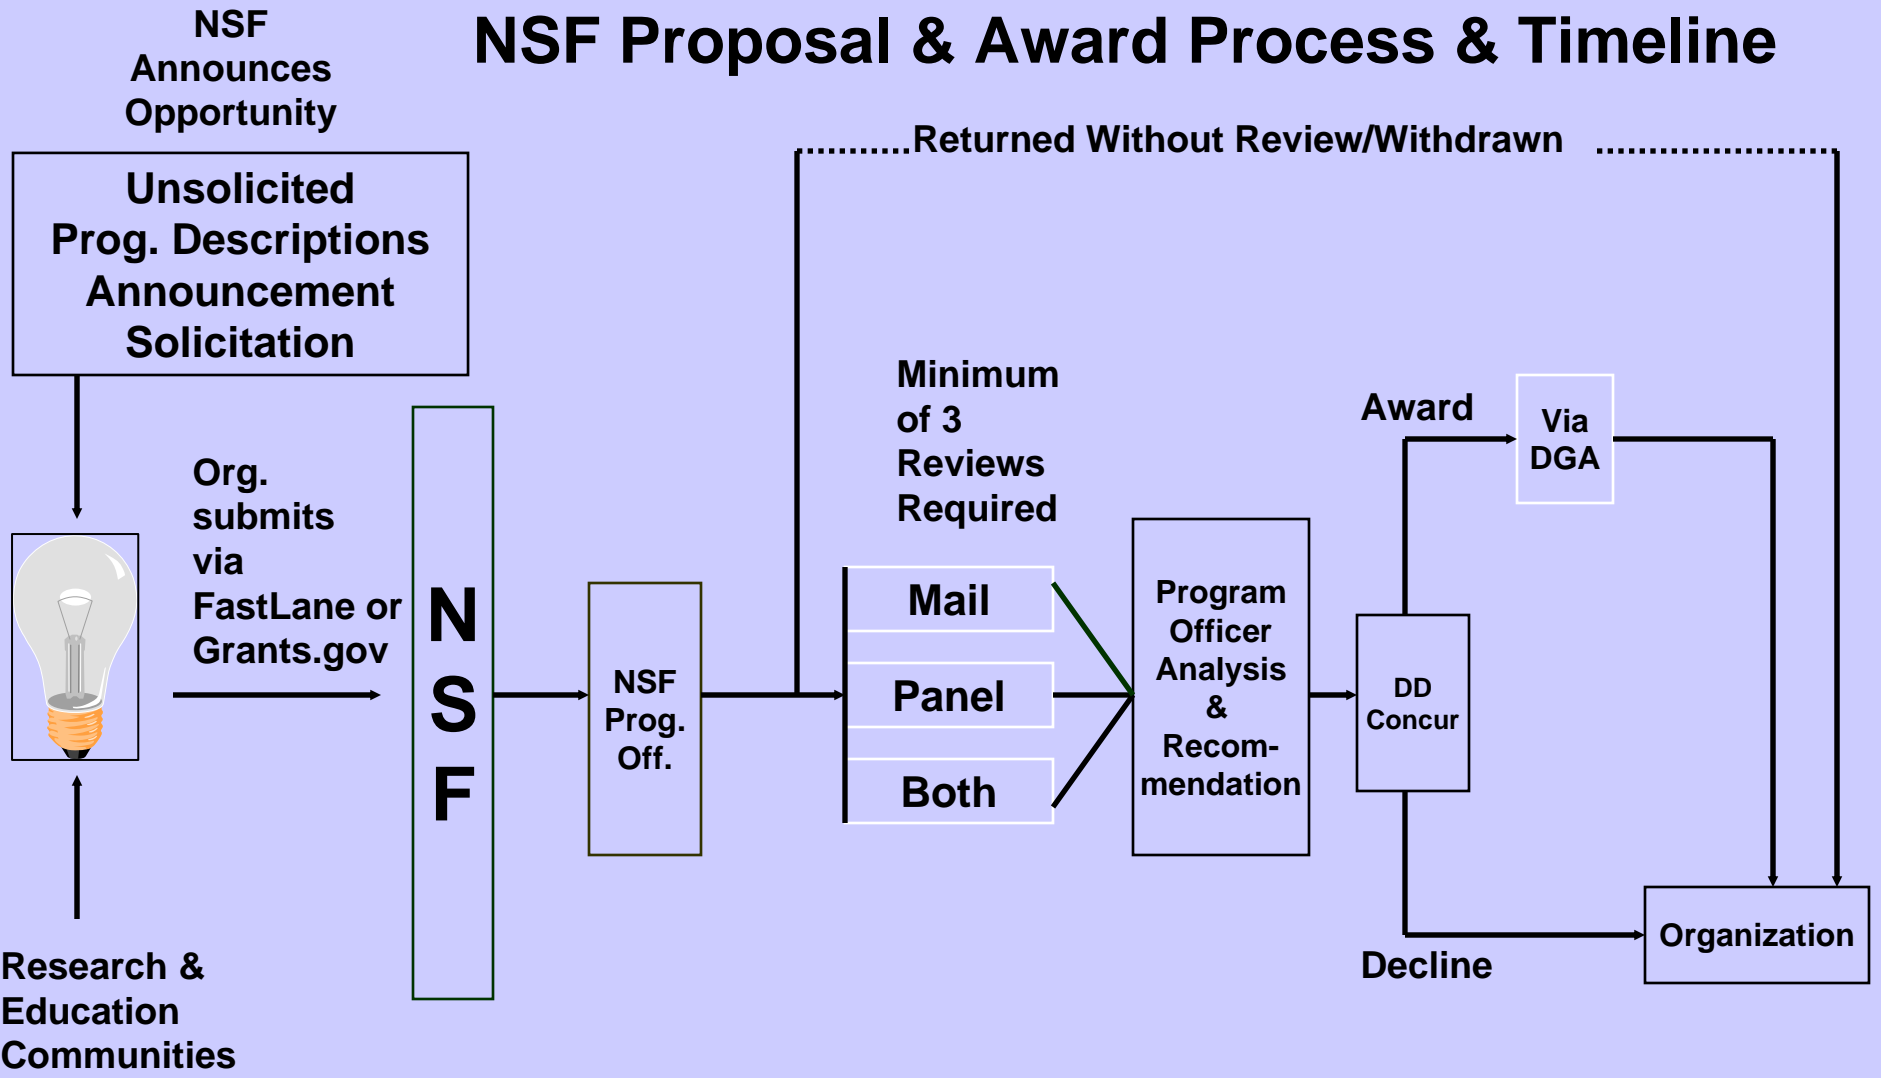 NSF
Announces
Opportunity
NSF Proposal & Award Process & Timeline
Returned Without Review/Withdrawn
Unsolicited
Prog. Descriptions
Announcement
Solicitation
Org.
submits
via
FastLane or
Grants.gov
N
S
F
NSF
Prog.
Off.
Minimum
of 3
Reviews
Required
Mail
Panel
Both
Program
Officer
Analysis
&
Recom-
mendation
DD
Concur
Award
Via
DGA
Decline
Organization
Research &
Education
Communities